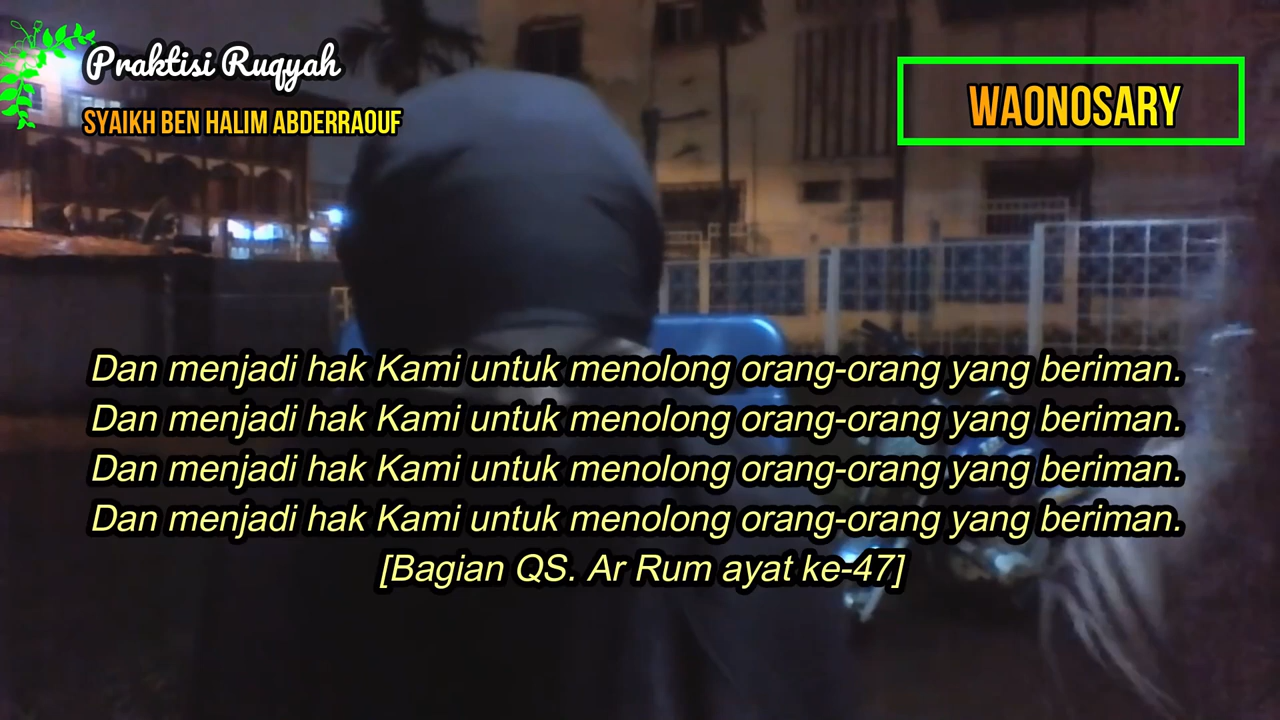 Praktisi Ruqyah
SYAIKH BEN HALIM ABDERRAOUF
WAONOSARY
Dan menjadi hak Kami untuk menolong orang-orang yang beriman.
Dan menjadi hak Kami untuk menolong orang-orang yang beriman.
Dan menjadi hak Kami untuk menolong orang-orang yang beriman.
Dan menjadi hak Kami untuk menolong orang-orang yang beriman.
[Bagian QS. Ar Rum ayat ke-47]